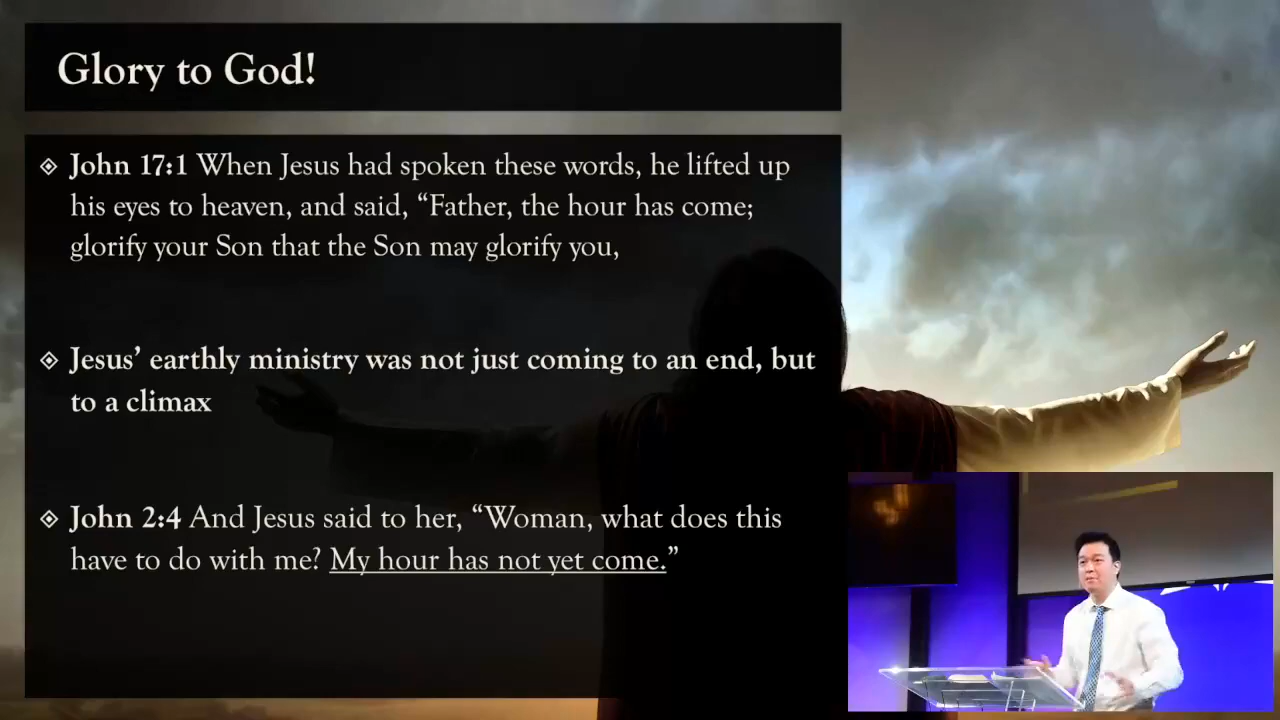 Glory to God!
John 17:1 When Jesus had spoken these words, he lifted up
his eyes to heaven, and said, “Father, the hour has come;
glorify your Son that the Son may glorify you,
Jesus’ earthly ministry was not just coming to an end, but
to a climax
John 2:4 And Jesus said to her, “Woman, what does this
have to do with me? My hour has not yet come.”